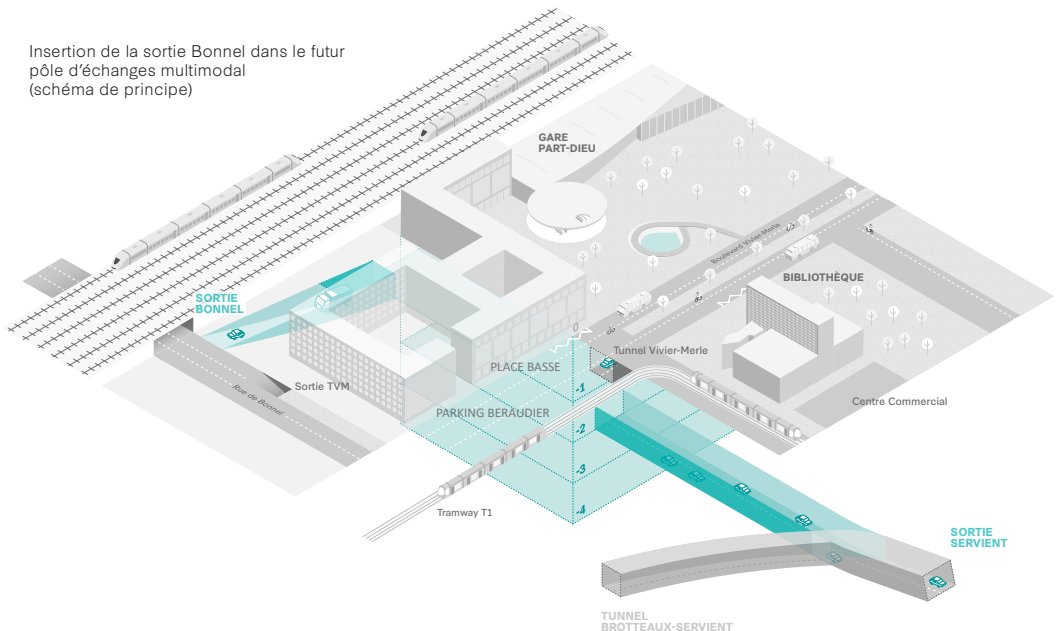 Insertion de la sortie Bonnel dans le futur
pôle d'échanges multimodal
(schéma de principe)
GARE
PART-DIEU
Boulevard Vivier-Merle
BIBLIOTHÈQUE
SORTIE
BONNEL
0
Tunnel Vivier-Merle
PLACE BASSE
Sortie TVM
-1
Rue de Bonnel
PARKING BERAUDIER
Centre Commercial
-2
-3
-4
Tramway T1
SORTIE
SERVIENT
TUNNEL
BROTTEAUX-SERVIENT